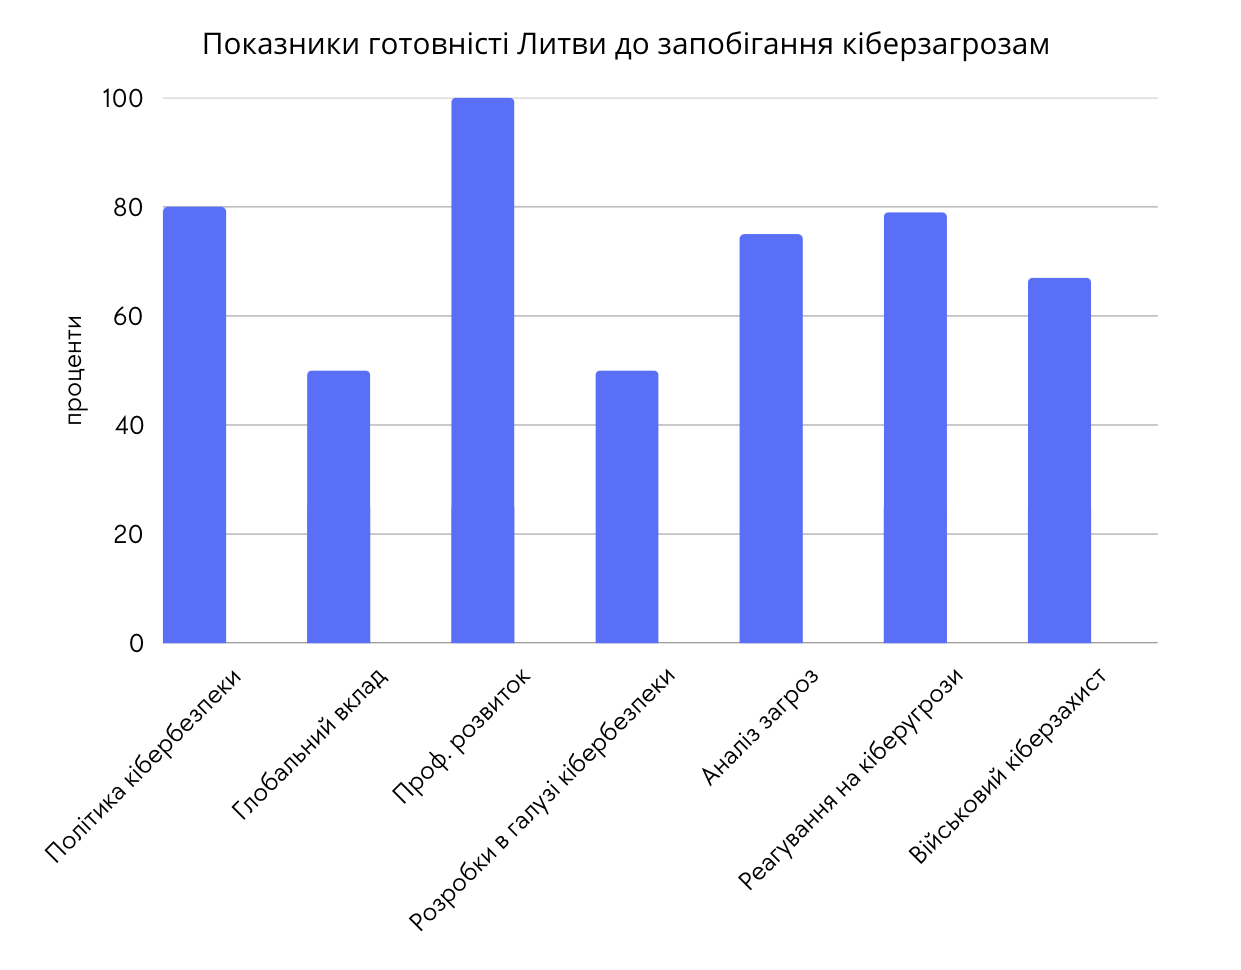 Показники готовністі Литви до запобігання кіберзагрозам
100
80
60
40
20
0
проценти
Політика кібербезпеки
Глобальний вклад
Проф. розвиток
Розробки в галузі кібербезпеки
Аналіз загроз
Реагування на кіберугрози
Військовий кіберзахист